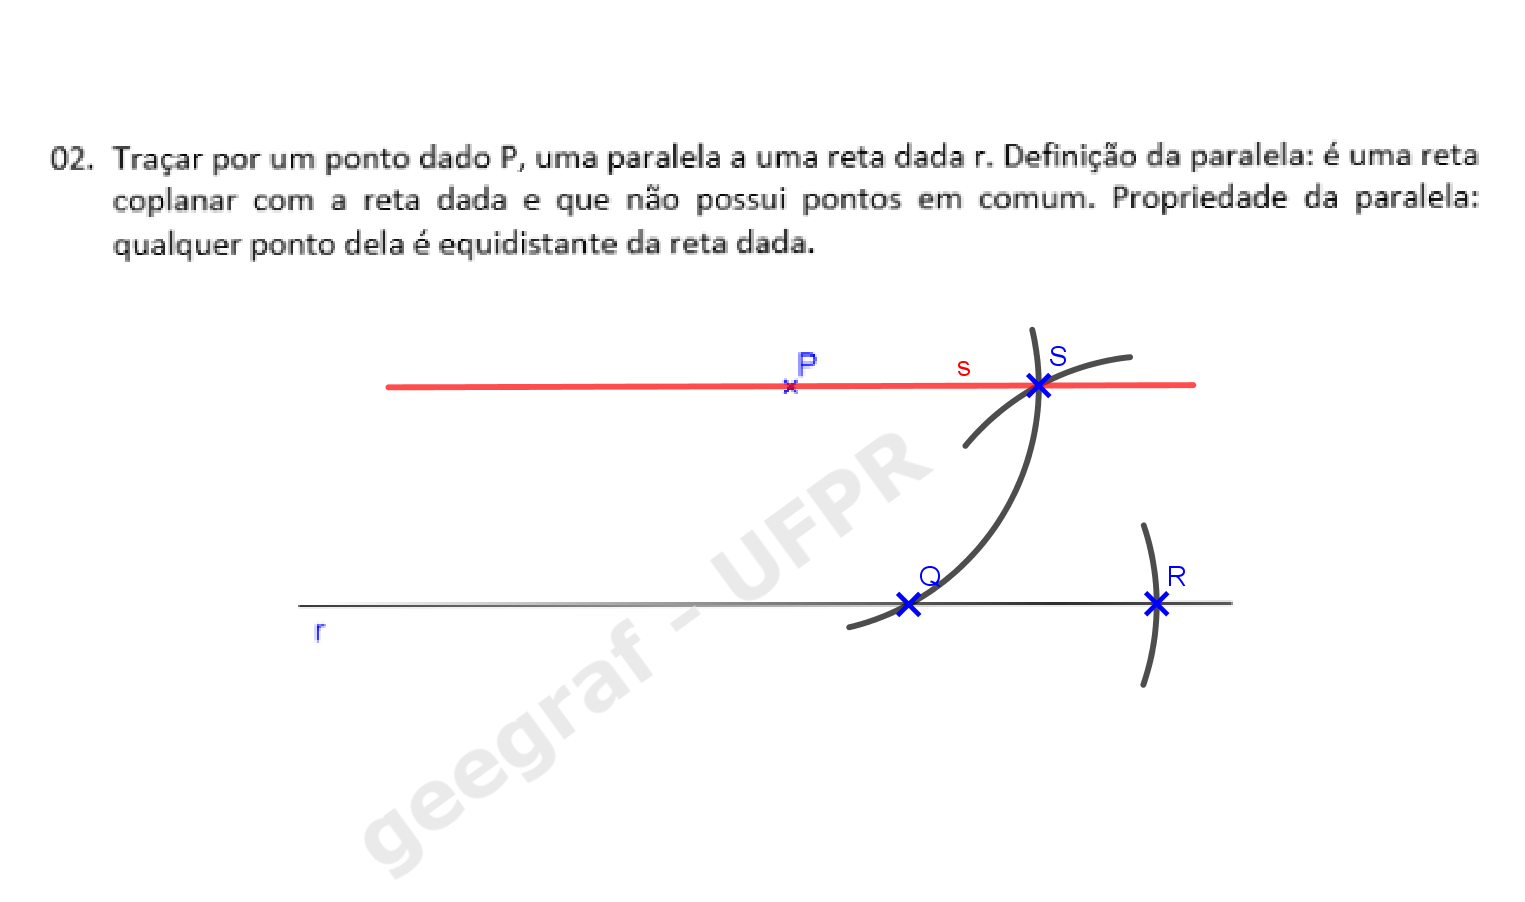 02. Traçar por um ponto dado P, uma paralela a uma reta dada r. Definição da paralela: é uma reta
coplanar com a reta dada e que não possui pontos em comum. Propriedade da paralela:
qualquer ponto dela é equidistante da reta dada.
P
s
S
Q
R
r
geegraf - UFPR